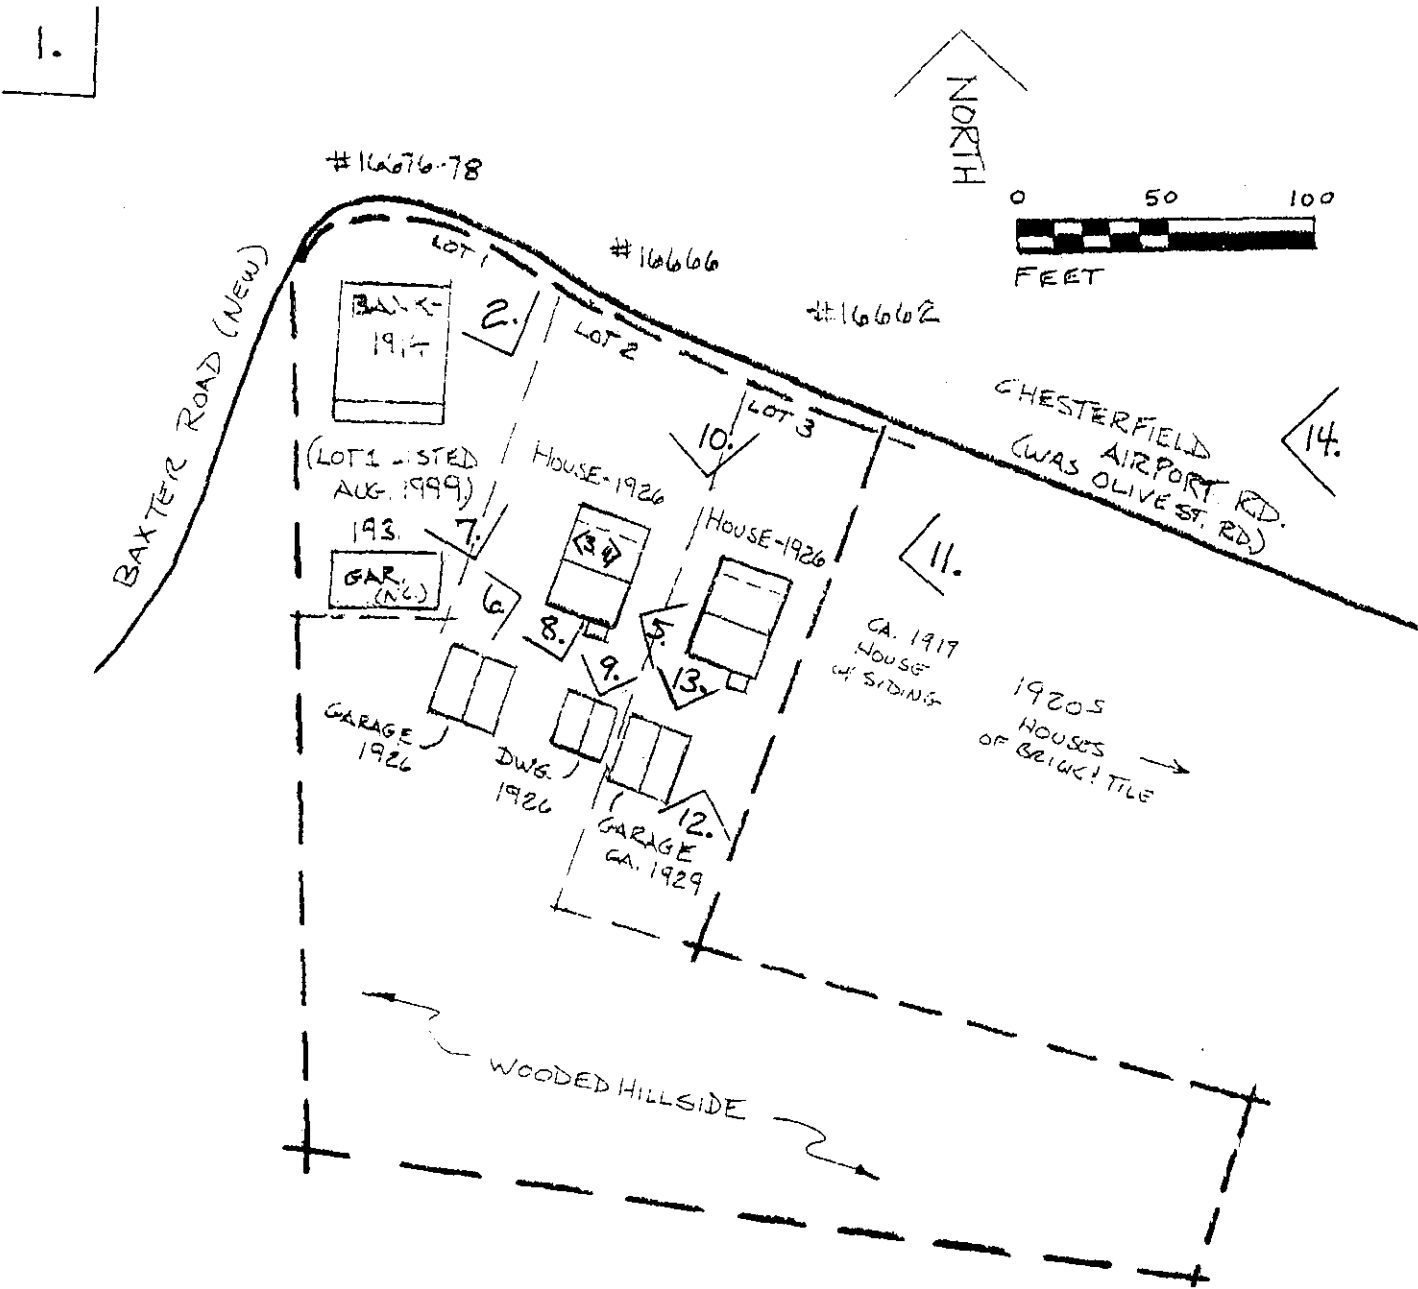 1.
NORTH
#16676-78
0 50 100
FEET
LOT 1
#16666
#16662
BAXTER ROAD (NEW)
2.
LOT 2
LOT 3
CHESTERFIELD
AIRPORT RD.
(WAS OLIVE ST. RD.)
14.
10.
(LOT 1
AUG. 1999)
HOUSE-1926
HOUSE-1926
193
7.
3 4
11.
GAR.
6
8.
5.
9.
13.
CA. 1917
HOUSE
W/ SIDING
1920S
HOUSES
OF BRICK & TILE
GARAGE
1926
DWG.
1926
12.
GARAGE
CA. 1929
WOODED HILLSIDE